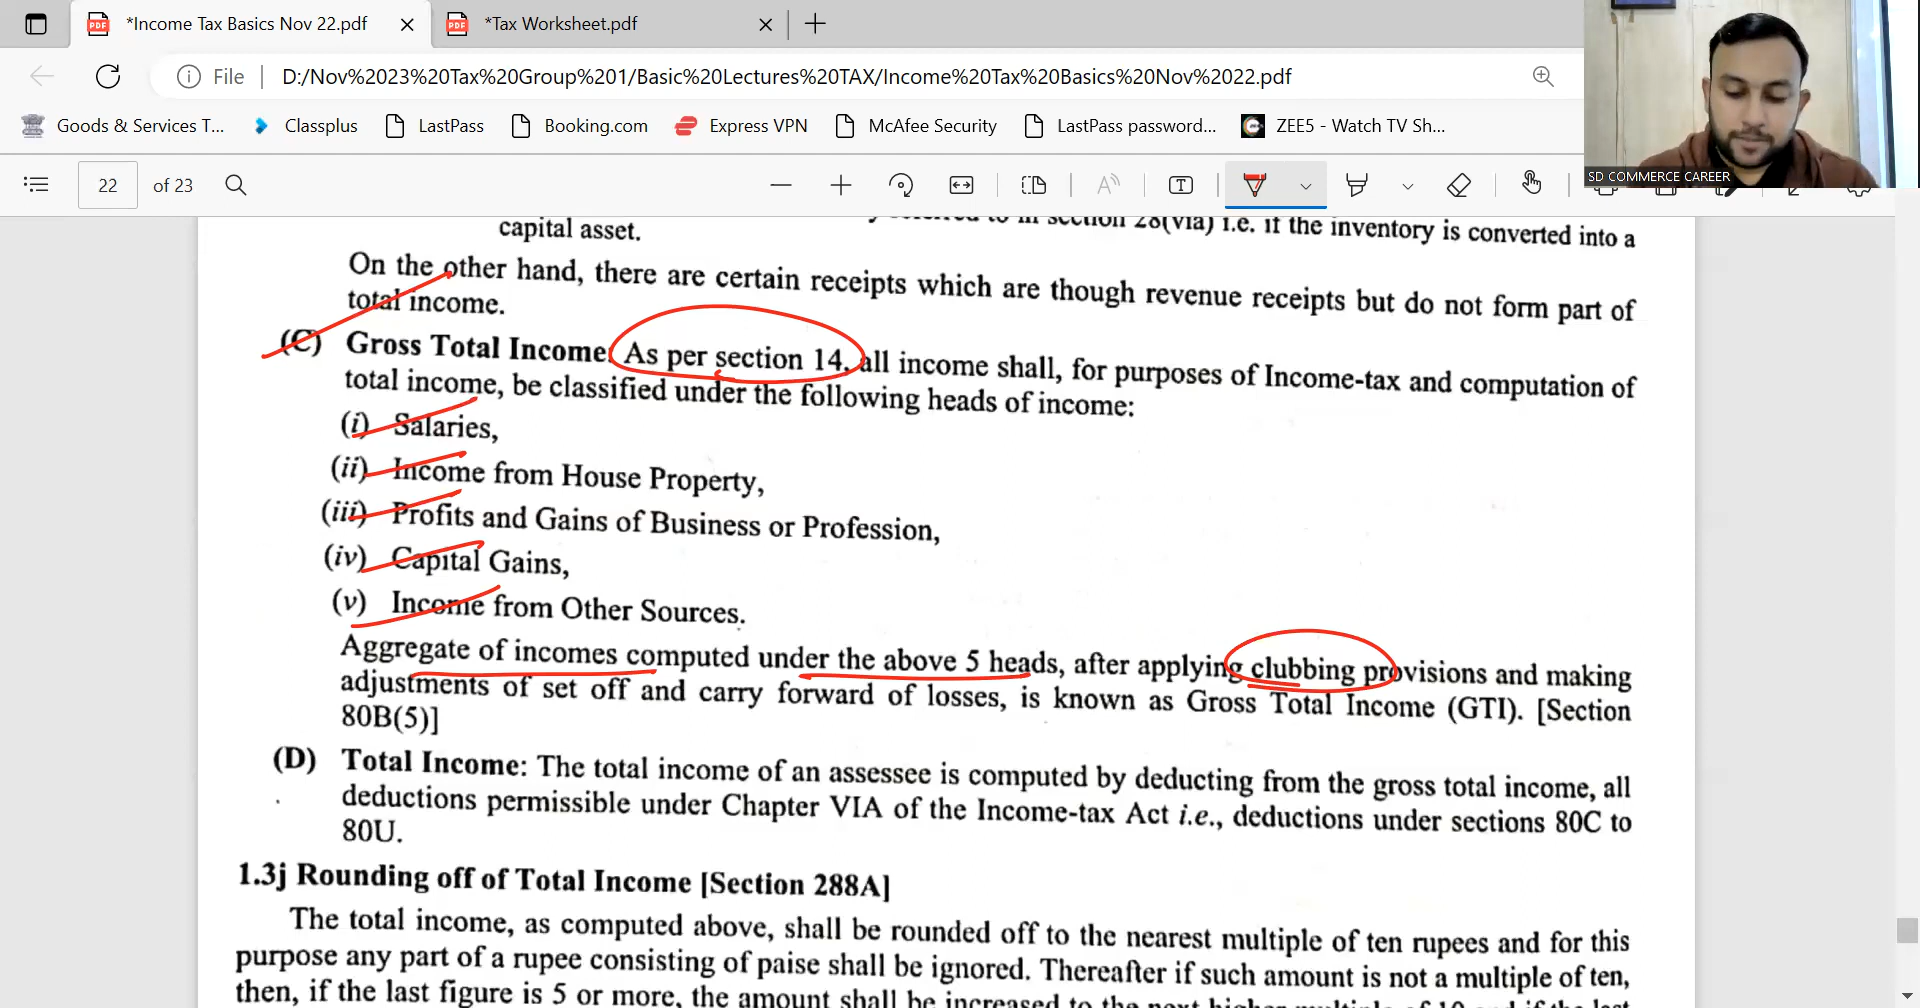 *Income Tax Basics Nov 22.pdf
*Tax Worksheet.pdf
File
D:/Nov%2023%20Tax%20Group%201/Basic%20Lectures%20TAX/Income%20Tax%20Basics%20Nov%2022.pdf
Goods & Services T...
Classplus
LastPass
Booking.com
Express VPN
McAfee Security
LastPass password...
ZEE5 - Watch TV Sh...
SD COMMERCE CAREER
22 of 23
to in section 28(via) i.e. if the inventory is converted into a
capital asset.
On the other hand, there are certain receipts which are though revenue receipts but do not form part of
total income.
(C) Gross Total Income: As per section 14, all income shall, for purposes of Income-tax and computation of
total income, be classified under the following heads of income:
(i) Salaries,
(ii) Income from House Property,
(iii) Profits and Gains of Business or Profession,
(iv) Capital Gains,
(v) Income from Other Sources.
Aggregate of incomes computed under the above 5 heads, after applying clubbing provisions and making
adjustments of set off and carry forward of losses, is known as Gross Total Income (GTI). [Section
80B(5)]
(D) Total Income: The total income of an assessee is computed by deducting from the gross total income, all
deductions permissible under Chapter VIA of the Income-tax Act i.e., deductions under sections 80C to
80U.
1.3j Rounding off of Total Income [Section 288A]
The total income, as computed above, shall be rounded off to the nearest multiple of ten rupees and for this
purpose any part of a rupee consisting of paise shall be ignored. Thereafter if such amount is not a multiple of ten,
then, if the last figure is 5 or more, the amount shall be increased to the next higher multiple of 10 and if the last